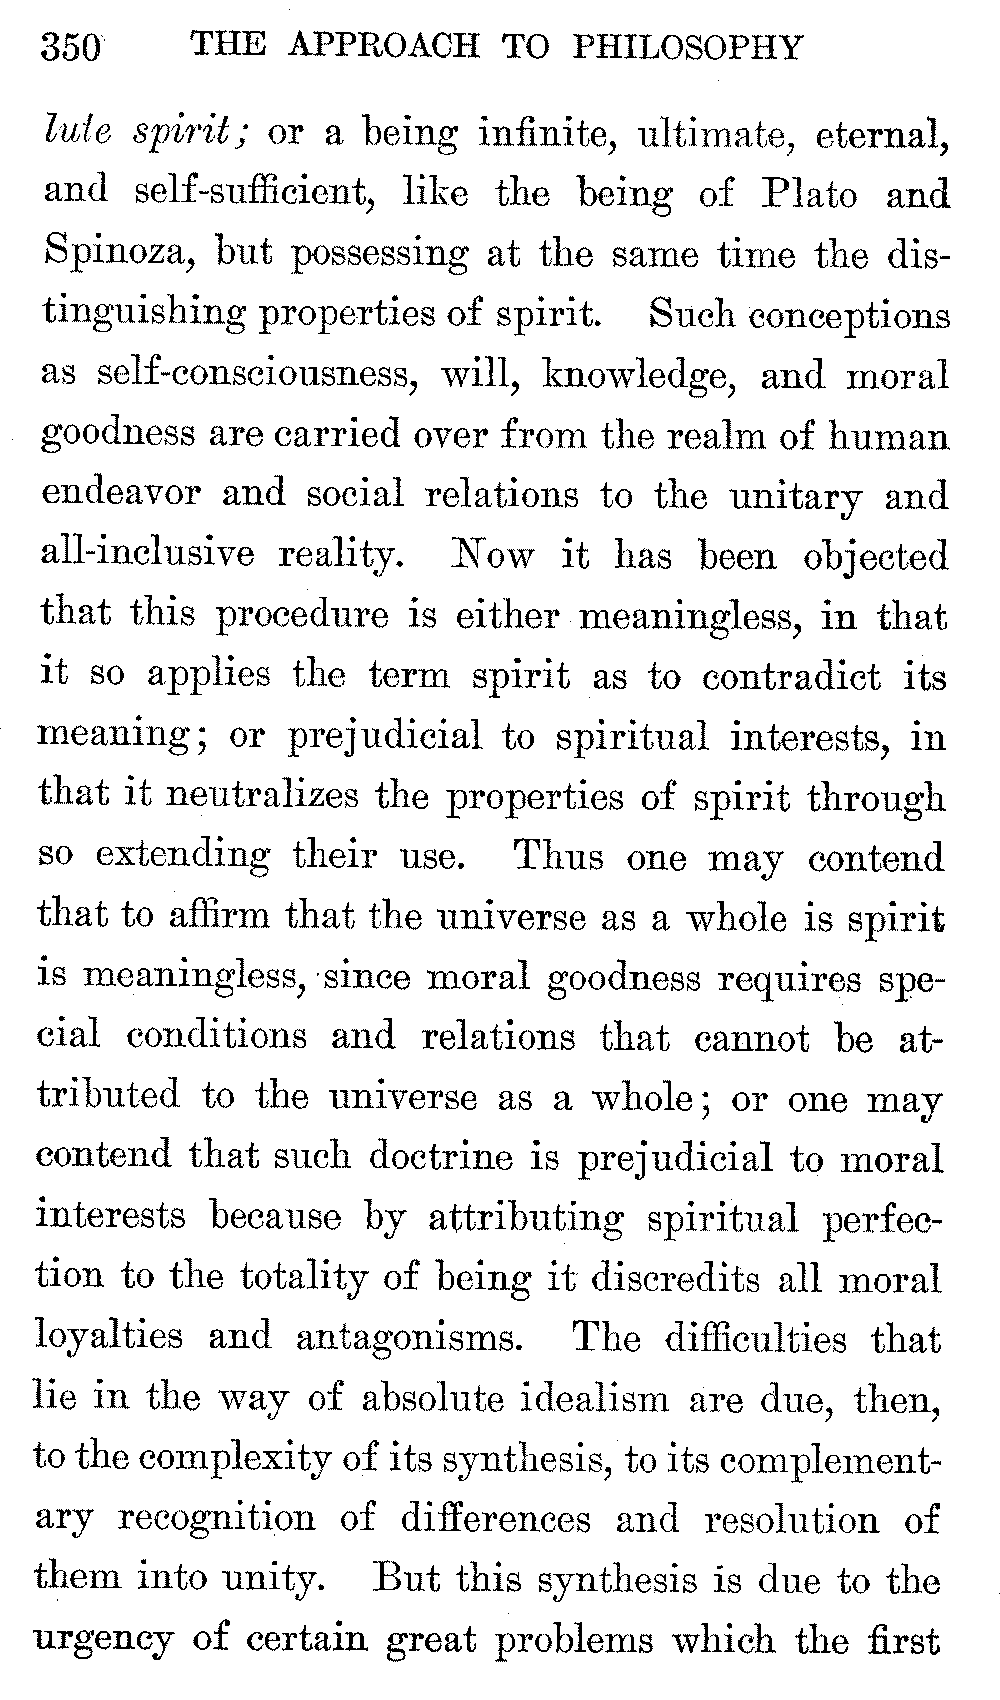 350 THE APPROACH TO PHILOSOPHY
lute spirit; or a being infinite, ultimate, eternal,
and self-sufficient, like the being of Plato and
Spinoza, but possessing at the same time the dis-
tinguishing properties of spirit. Such conceptions
as self-consciousness, will, knowledge, and moral
goodness are carried over from the realm of human
endeavor and social relations to the unitary and
all-inclusive reality. Now it has been objected
that this procedure is either meaningless, in that
it so applies the term spirit as to contradict its
meaning; or prejudicial to spiritual interests, in
that it neutralizes the properties of spirit through
so extending their use. Thus one may contend
that to affirm that the universe as a whole is spirit
is meaningless, since moral goodness requires spe-
cial conditions and relations that cannot be at-
tributed to the universe as a whole; or one may
contend that such doctrine is prejudicial to moral
interests because by attributing spiritual perfec-
tion to the totality of being it discredits all moral
loyalties and antagonisms. The difficulties that
lie in the way of absolute idealism are due, then,
to the complexity of its synthesis, to its complement-
ary recognition of differences and resolution of
them into unity. But this synthesis is due to the
urgency of certain great problems which the first